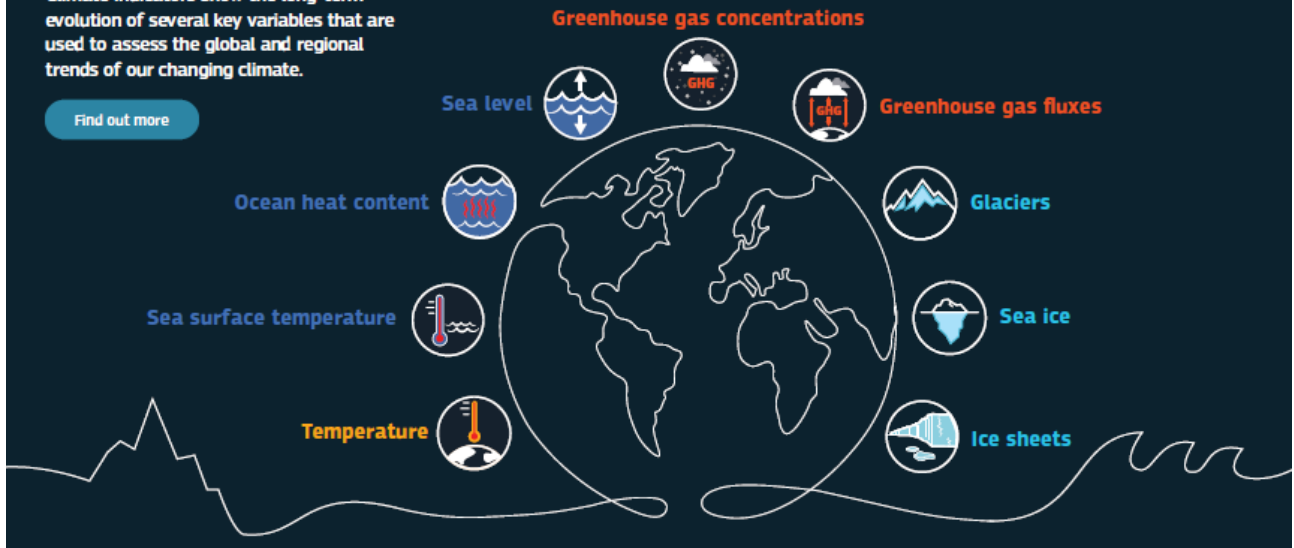 evolution of several key variables that are
used to assess the global and regional
trends of our changing climate.
Find out more
Greenhouse gas concentrations
GHG
Sea level
GHG
Greenhouse gas fluxes
Ocean heat content
Glaciers
Sea surface temperature
Sea ice
Temperature
Ice sheets